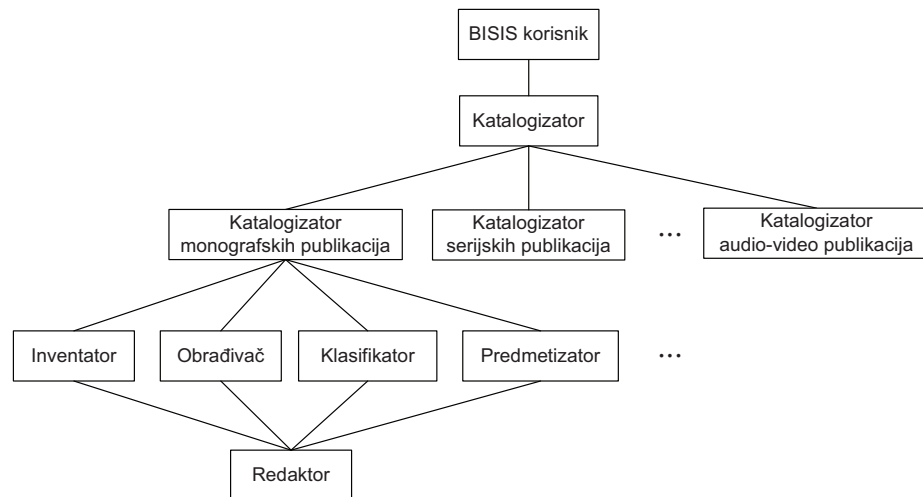 BISIS korisnik
Katalogizator
Katalogizator
monografskih publikacija
Katalogizator
serijskih publikacija
...
Katalogizator
audio-video publikacija
Inventator
Obrađivač
Klasifikator
Predmetizator
...
Redaktor